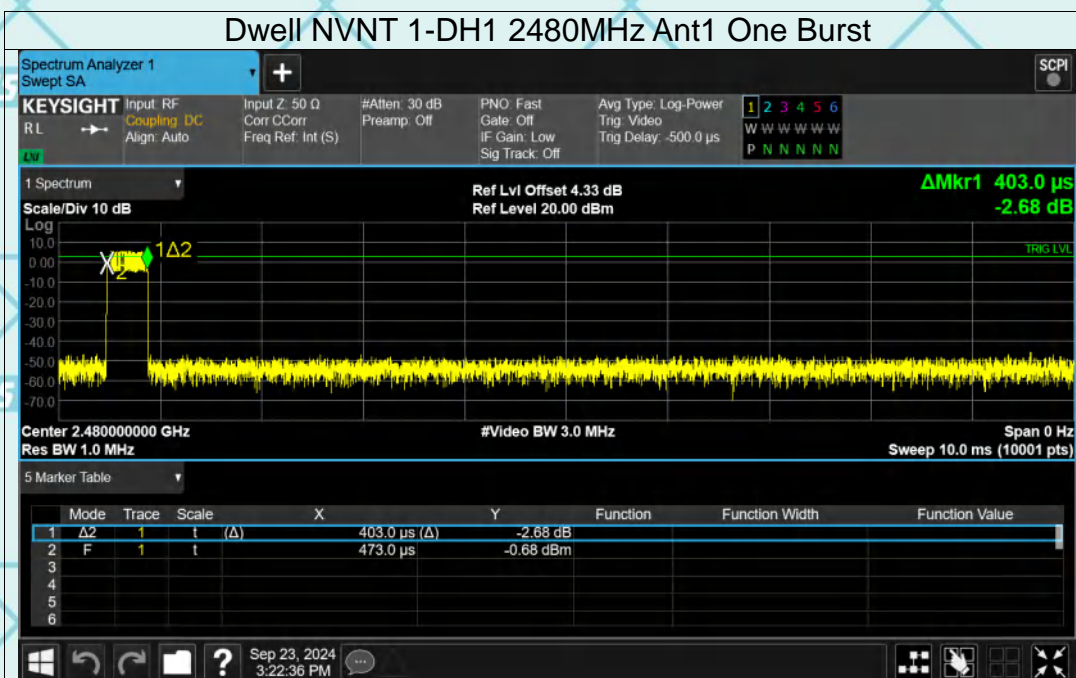 Dwell NVNT 1-DH1 2480MHz Ant1 One Burst
Spectrum Analyzer 1
Swept SA
+
SCPI
KEYSIGHT Input: RF Input Z: 50 Ω #Atten: 30 dB PNO: Fast Avg Type: Log-Power 1 2 3 4 5 6
RL Coupling: DC Corr CCorr Preamp: Off Gate: Off Trig: Video W W W W W W
Align: Auto Freq Ref: Int (S) IF Gain: Low Trig Delay: -500.0 µs P N N N N N
LXI Sig Track: Off
1 Spectrum Ref Lvl Offset 4.33 dB ΔMkr1 403.0 µs
Scale/Div 10 dB Ref Level 20.00 dBm -2.68 dB
Log
10.0
0.00
-10.0
-20.0
-30.0
-40.0
-50.0
-60.0
-70.0
1Δ2
2
TRIG LVL
Center 2.480000000 GHz #Video BW 3.0 MHz Span 0 Hz
Res BW 1.0 MHz Sweep 10.0 ms (10001 pts)
5 Marker Table
Mode Trace Scale X Y Function Function Width Function Value
1 Δ2 1 t (Δ) 403.0 µs (Δ) -2.68 dB
2 F 1 t 473.0 µs -0.68 dBm
3
4
5
6
? Sep 23, 2024
3:22:36 PM